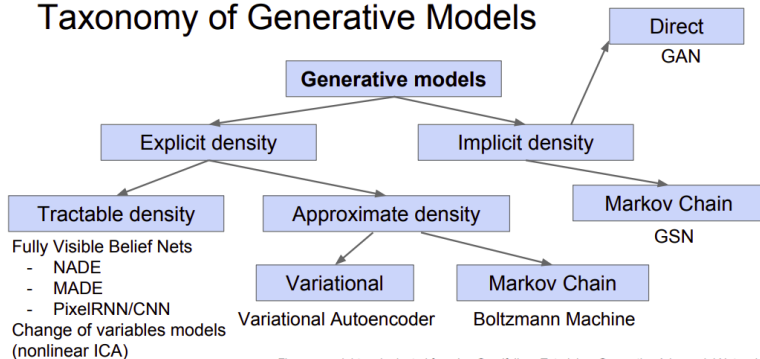 Taxonomy of Generative Models
Direct
GAN
Generative models
Explicit density
Implicit density
Tractable density
Approximate density
Markov Chain
GSN
Fully Visible Belief Nets
- NADE
- MADE
- PixelRNN/CNN
Change of variables models
(nonlinear ICA)
Variational
Variational Autoencoder
Markov Chain
Boltzmann Machine